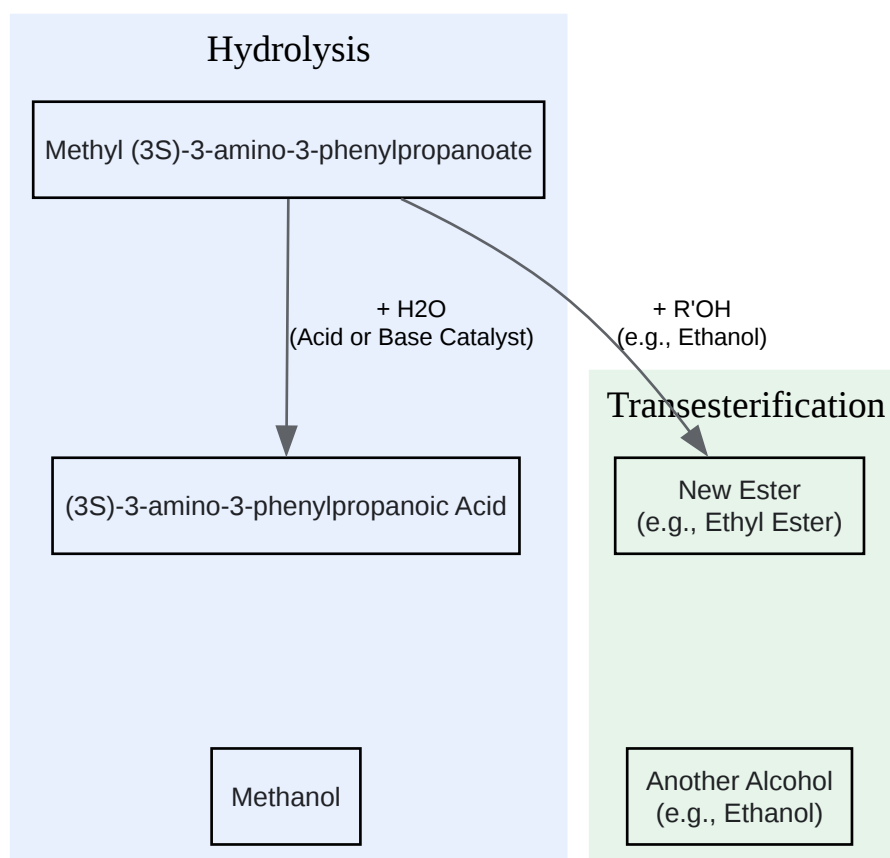 Hydrolysis
Methyl (3S)-3-amino-3-phenylpropanoate
+ H2O
(Acid or Base Catalyst)
+ R'OH
(e.g., Ethanol)
Transesterification
(3S)-3-amino-3-phenylpropanoic Acid
New Ester
(e.g., Ethyl Ester)
Methanol
Another Alcohol
(e.g., Ethanol)